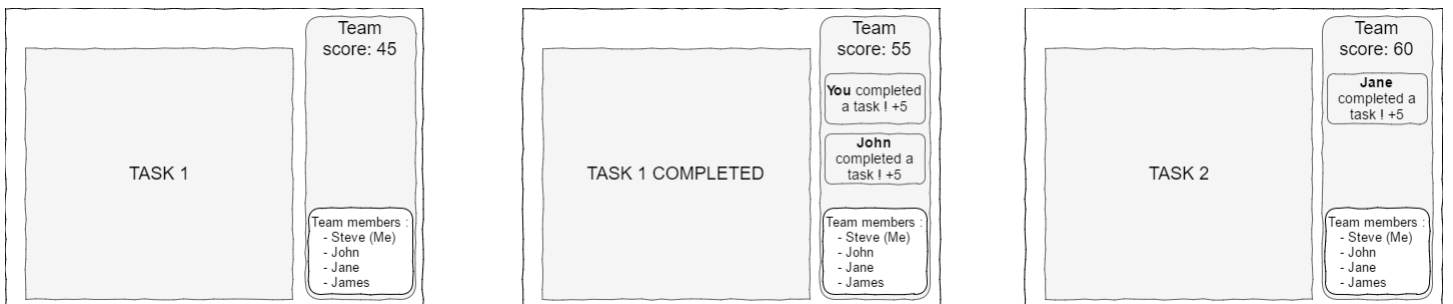 Team
score: 45
TASK 1
Team members :
- Steve (Me)
- John
- Jane
- James
Team
score: 55
You completed
a task ! +5
John
completed a
task ! +5
TASK 1 COMPLETED
Team members :
- Steve (Me)
- John
- Jane
- James
Team
score: 60
Jane
completed a
task ! +5
TASK 2
Team members :
- Steve (Me)
- John
- Jane
- James